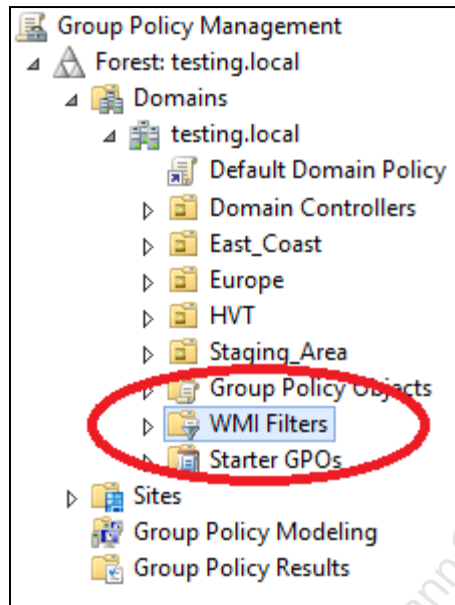 Group Policy Management
Forest: testing.local
Domains
testing.local
Default Domain Policy
Domain Controllers
East_Coast
Europe
HVT
Staging_Area
Group Policy Objects
WMI Filters
Starter GPOs
Sites
Group Policy Modeling
Group Policy Results